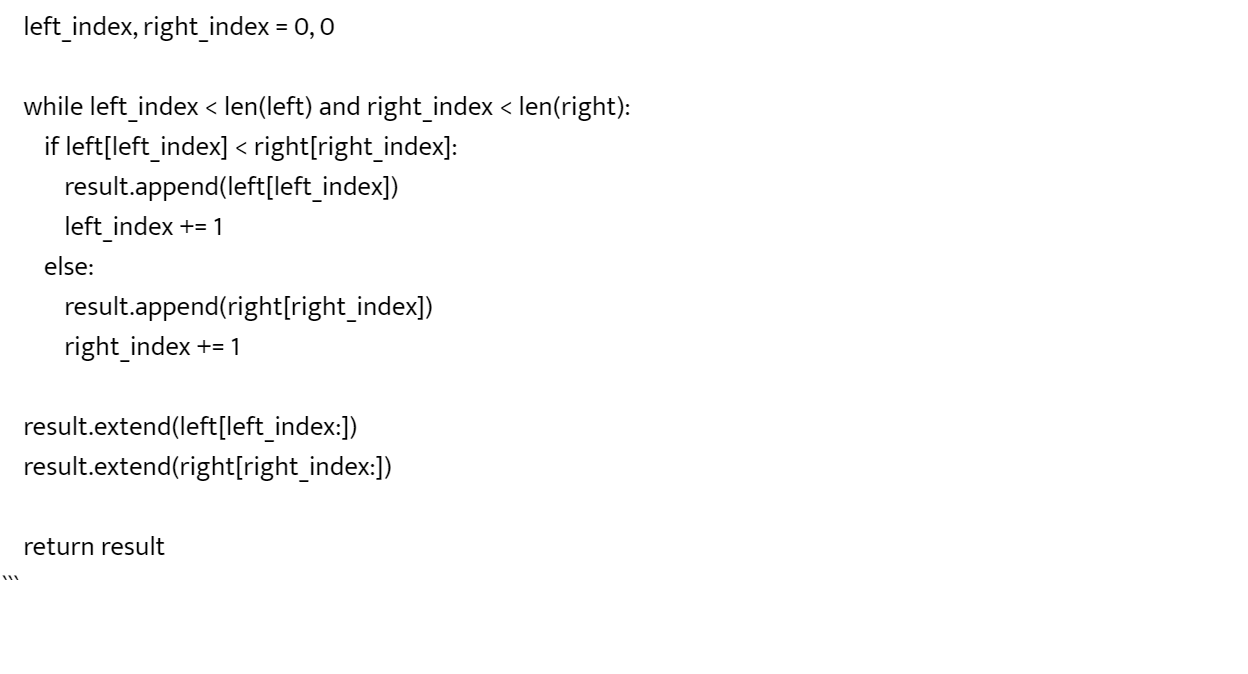 left_index, right_index = 0, 0
while left_index < len(left) and right_index < len(right):
if left[left_index] < right[right_index]:
result.append(left[left_index])
left_index += 1
else:
result.append(right[right_index])
right_index += 1
result.extend(left[left_index:])
result.extend(right[right_index:])
return result
```